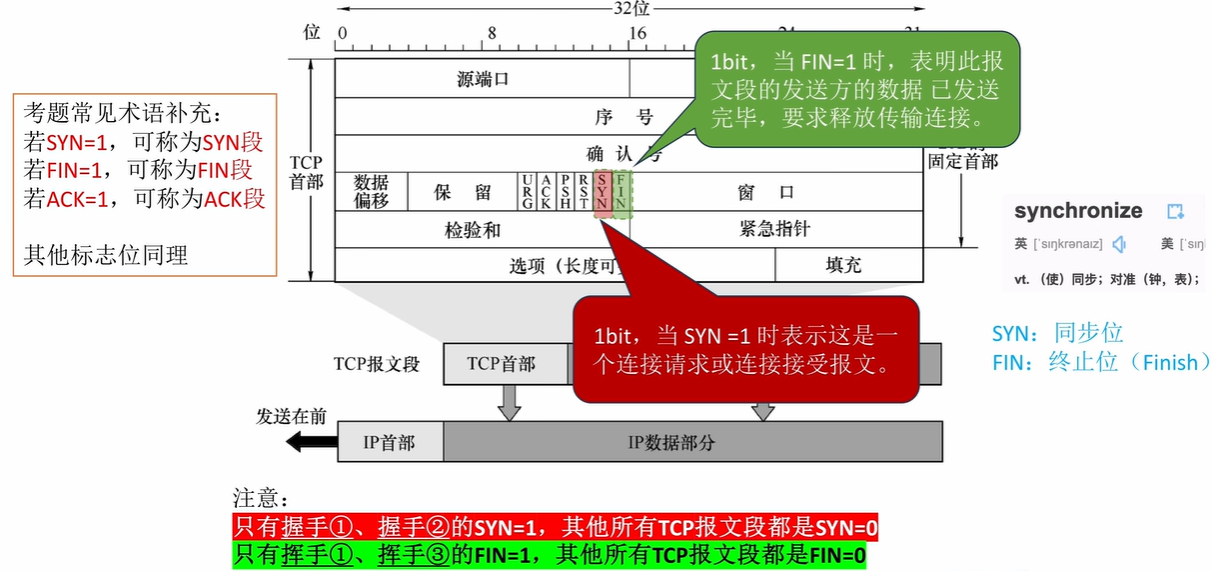 32位
位 0 8 16 24 31
1bit，当 FIN=1 时，表明此报
文段的发送方的数据 已发送
完毕，要求释放传输连接。
考题常见术语补充：
若SYN=1，可称为SYN段
若FIN=1，可称为FIN段
若ACK=1，可称为ACK段
其他标志位同理
TCP
首部
源端口
序 号
确 认 号
固定首部
数据
偏移
保 留
URG
ACK
PSH
RST
SYN
FIN
窗 口
检验和
紧急指针
选项（长度可
填充
synchronize
英 [ˈsɪŋkrənaɪz] 美 [ˈsɪŋ
vt. （使）同步；对准（钟，表）；
SYN：同步位
FIN：终止位（Finish）
1bit，当 SYN =1 时表示这是一
个连接请求或连接接受报文。
TCP报文段
TCP首部
发送在前
IP首部
IP数据部分
注意：
只有握手①、握手②的SYN=1，其他所有TCP报文段都是SYN=0
只有挥手①、挥手③的FIN=1，其他所有TCP报文段都是FIN=0